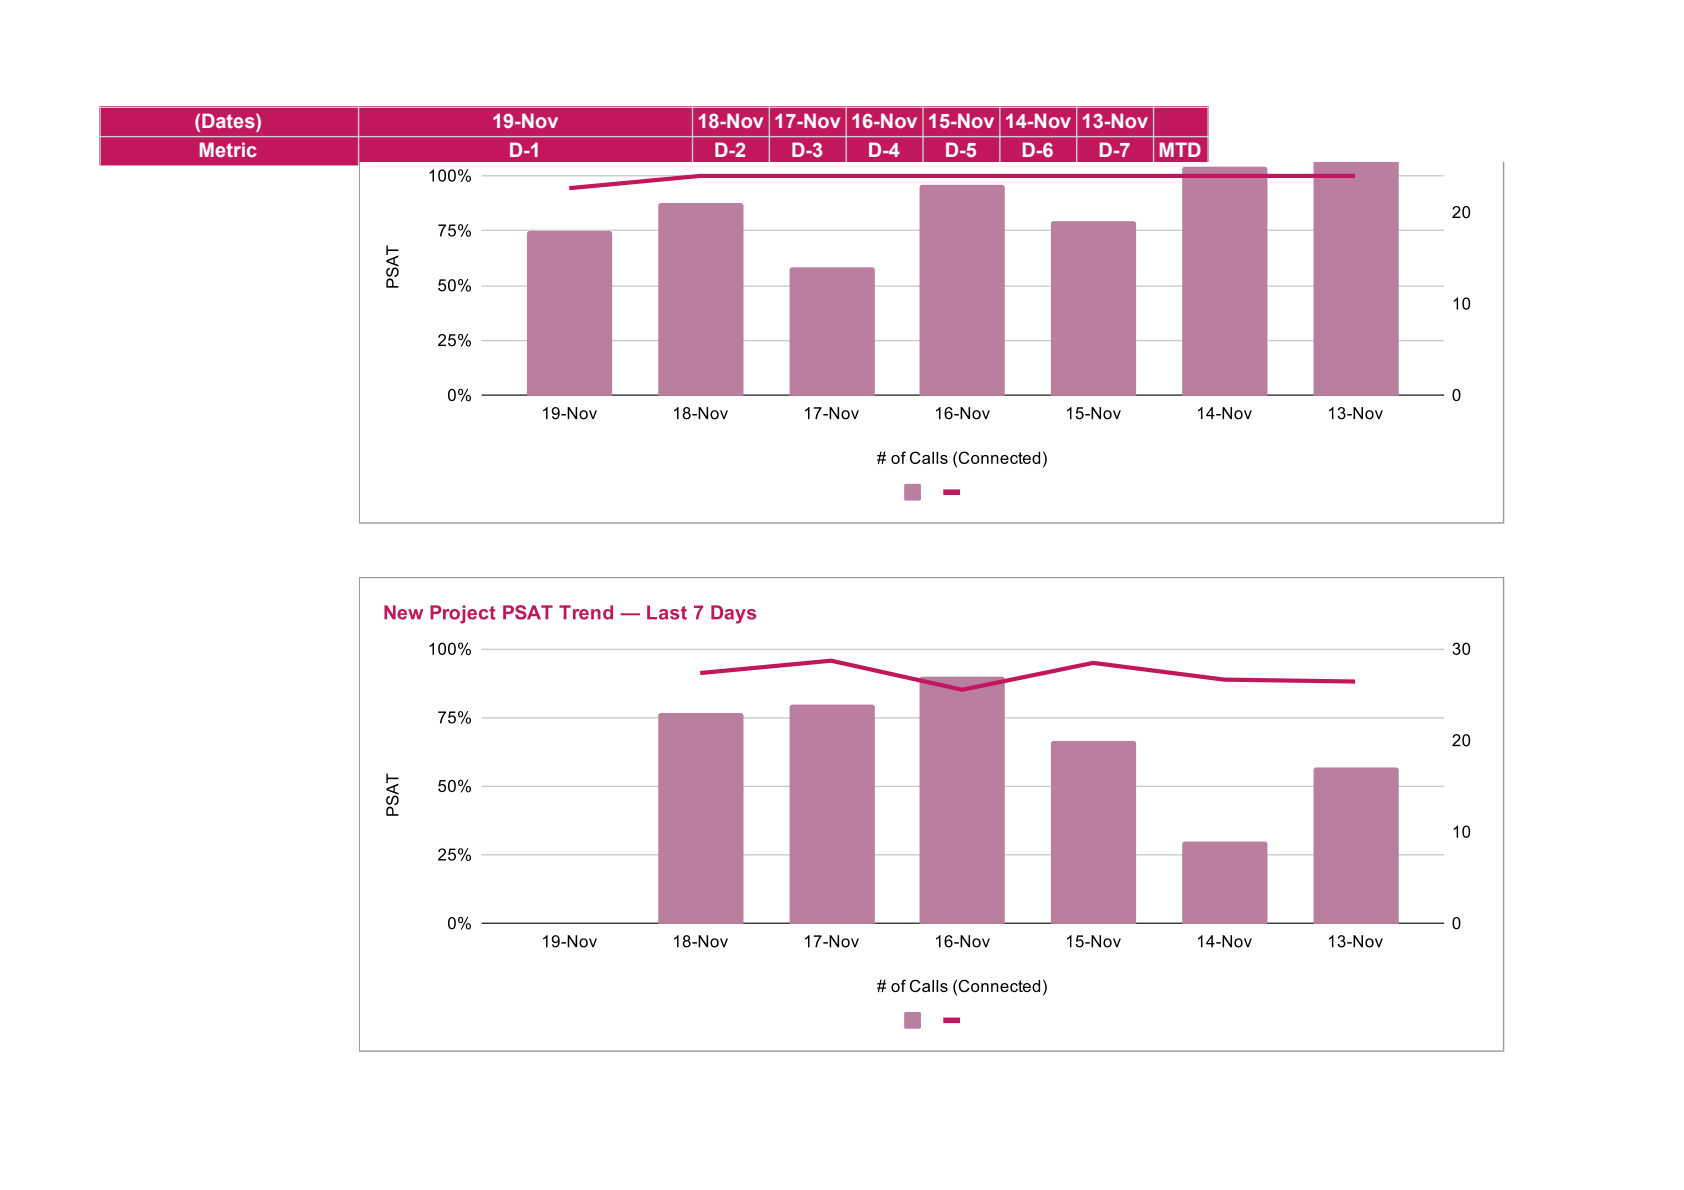 (Dates) 19-Nov 18-Nov 17-Nov 16-Nov 15-Nov 14-Nov 13-Nov
Metric D-1 D-2 D-3 D-4 D-5 D-6 D-7 MTD
100%
75%
50%
25%
0%
PSAT
20
10
0
19-Nov 18-Nov 17-Nov 16-Nov 15-Nov 14-Nov 13-Nov
# of Calls (Connected)
New Project PSAT Trend — Last 7 Days
100%
75%
50%
25%
0%
PSAT
30
20
10
0
19-Nov 18-Nov 17-Nov 16-Nov 15-Nov 14-Nov 13-Nov
# of Calls (Connected)